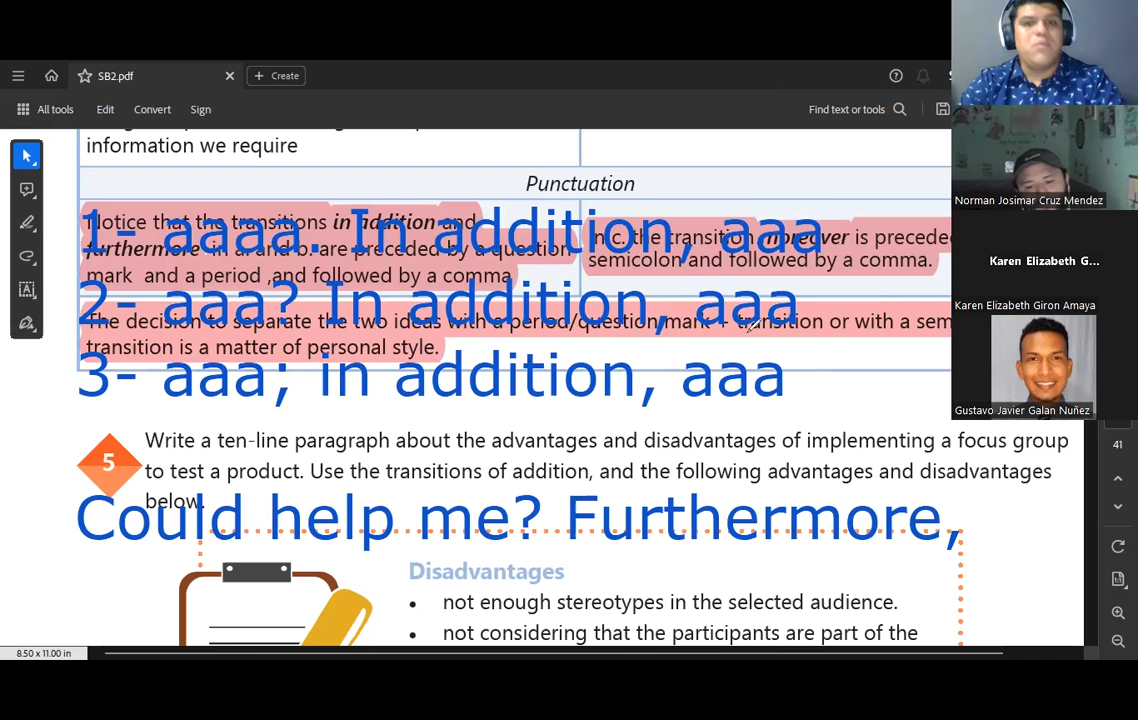 SB2.pdf
Create
All tools
Edit
Convert
Sign
Find text or tools
information we require
Punctuation
Notice that the transitions in addition and
furthermore in a. and b. are preceded by a question
mark and a period ,and followed by a comma
In c. the transition moreover is preceded
semicolon and followed by a comma.
The decision to separate the two ideas with a period/question mark + transition or with a sem
transition is a matter of personal style.
1- aaaa. In addition, aaa
2- aaa? In addition, aaa
3- aaa; in addition, aaa
5
Write a ten-line paragraph about the advantages and disadvantages of implementing a focus group
to test a product. Use the transitions of addition, and the following advantages and disadvantages
below.
Could help me? Furthermore,
Disadvantages
• not enough stereotypes in the selected audience.
• not considering that the participants are part of the
8.50 x 11.00 in
41
Norman Josimar Cruz Mendez
Karen Elizabeth G...
Karen Elizabeth Giron Amaya
Gustavo Javier Galan Nuñez